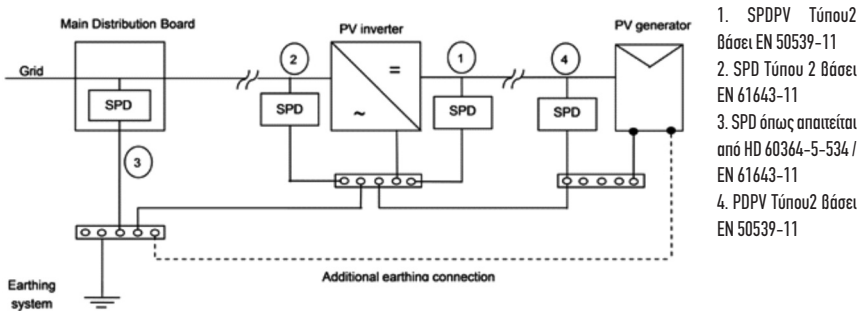 Main Distribution Board
PV inverter
PV generator
Grid
SPD
2
SPD
=
~
1
SPD
4
SPD
3
Earthing
system
Additional earthing connection
1. SPDPV Τύπου2
βάσει EN 50539-11
2. SPD Τύπου 2 βάσει
EN 61643-11
3. SPD όπως απαιτείται
από HD 60364-5-534 /
EN 61643-11
4. PDPV Τύπου2 βάσει
EN 50539-11